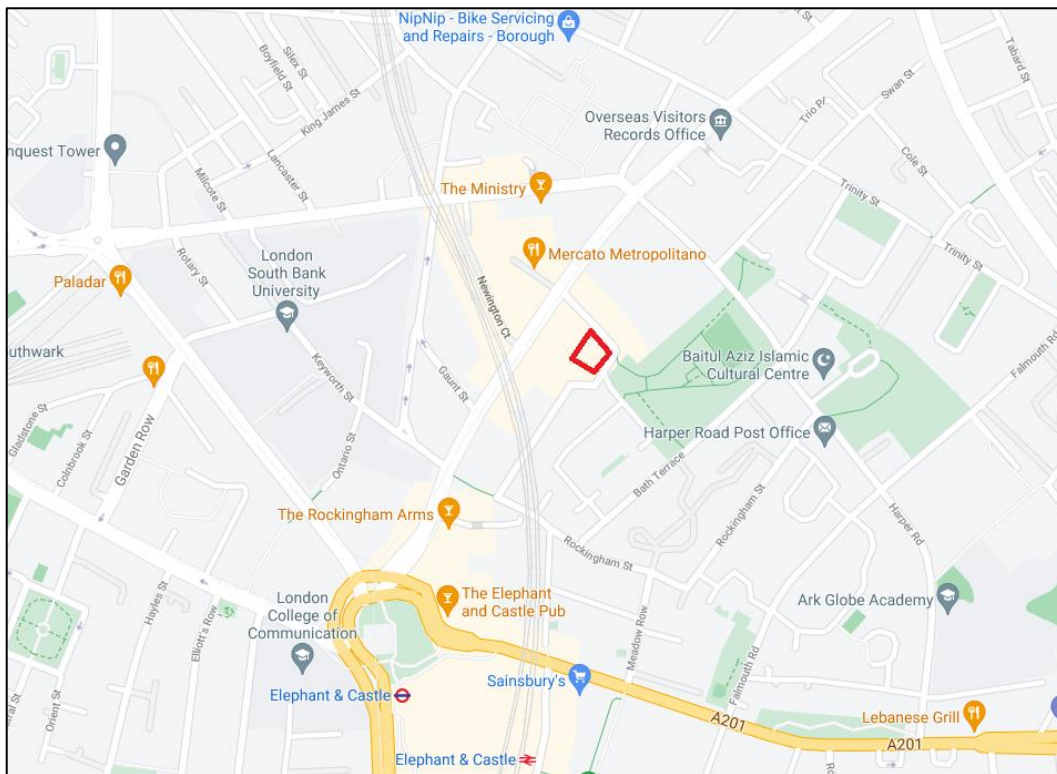 NipNip - Bike Servicing
and Repairs - Borough
Silex St
Boyfield St
King James St
Tabard St
Swan St
Trio Pl
Overseas Visitors
Records Office
nquest Tower
Milcote St
Lancaster St
Cole St
The Ministry
Trinity St
Trinity St
Rotary St
London
South Bank
University
Mercato Metropolitano
Paladar
Newington Ct
outhwark
Keyworth St
Gaunt St
Baitul Aziz Islamic
Cultural Centre
Falmouth Rd
Gladstone St
Colnbrook St
Garden Row
Ontario St
Harper Road Post Office
Bath Terrace
The Rockingham Arms
Rockingham St
Rockingham St
Harper Rd
Hayles St
Elliott's Row
London
College of
Communication
The Elephant
and Castle Pub
Ark Globe Academy
Meadow Row
Elephant & Castle
Sainsbury's
Falmouth Rd
ral St
Orient St
A201
Lebanese Grill
A201
Elephant & Castle